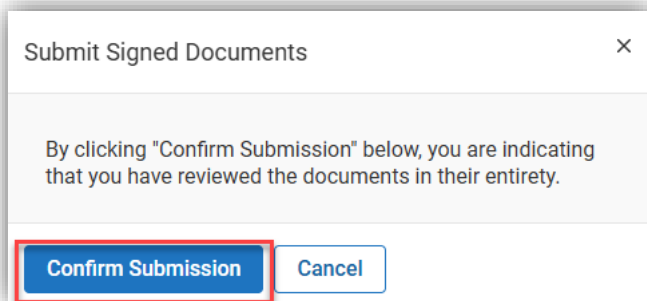 Submit Signed Documents
By clicking "Confirm Submission" below, you are indicating
that you have reviewed the documents in their entirety.
Confirm Submission Cancel